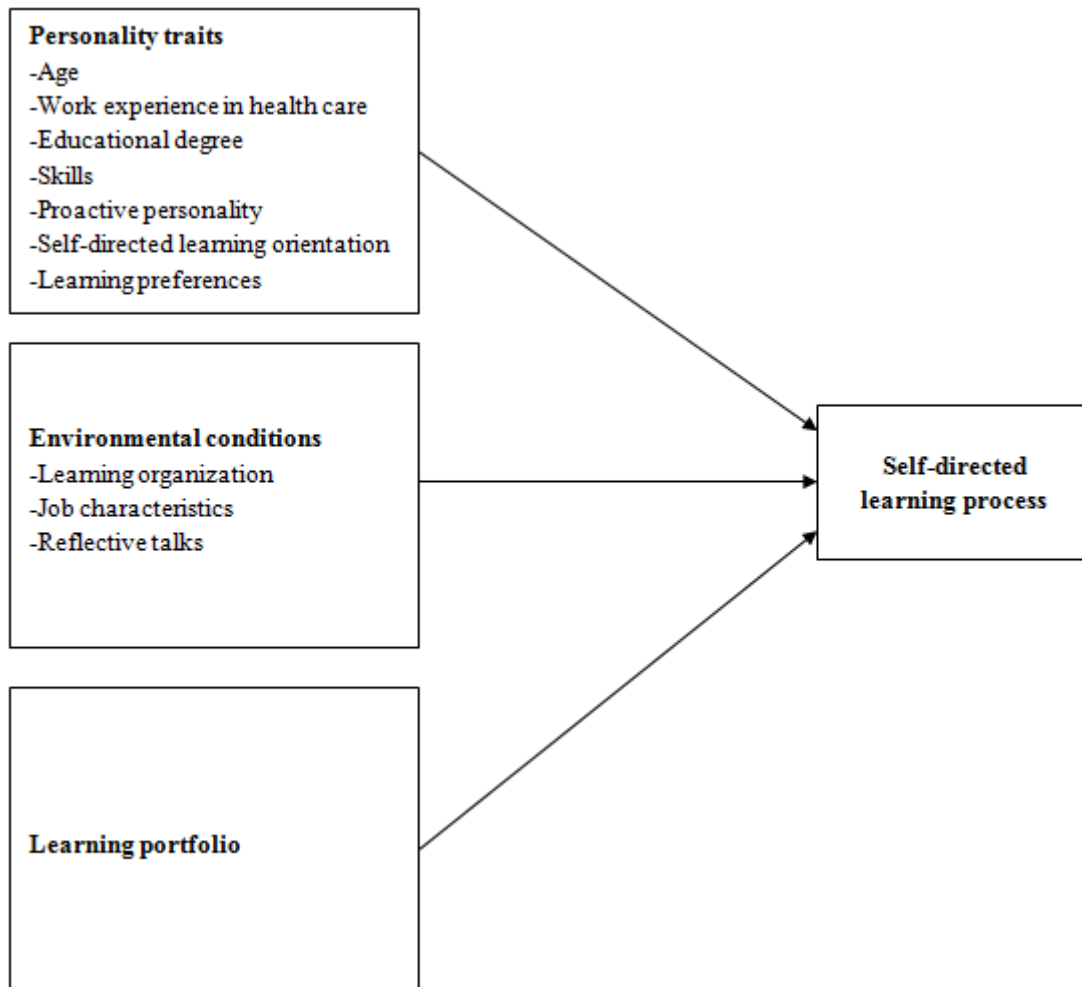 Personality traits
-Age
-Work experience in health care
-Educational degree
-Skills
-Proactive personality
-Self-directed learning orientation
-Learning preferences
Environmental conditions
-Learning organization
-Job characteristics
-Reflective talks
Learning portfolio
Self-directed
learning process